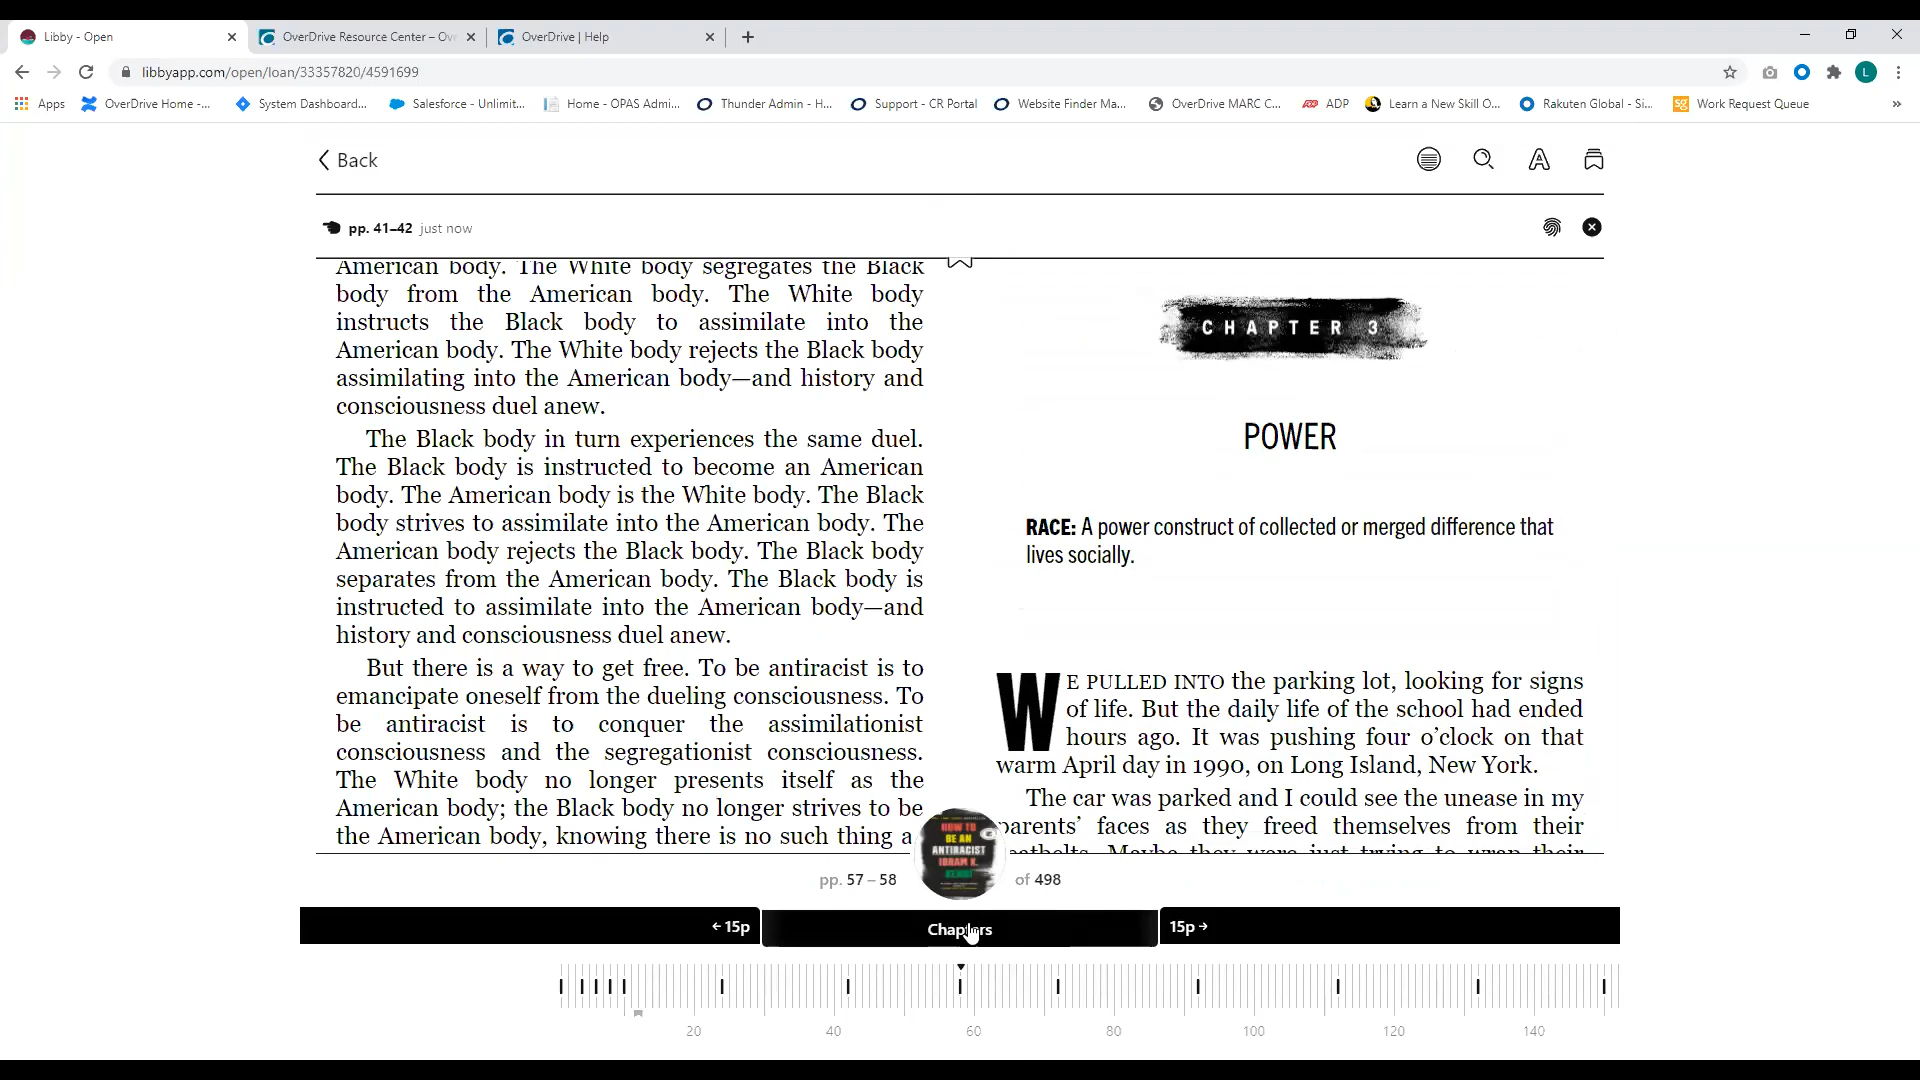 Libby - Open
OverDrive Resource Center – Ov
OverDrive | Help
libbyapp.com/open/loan/33357820/4591699
Apps
OverDrive Home -...
System Dashboard...
Salesforce - Unlimit...
Home - OPAS Admi...
Thunder Admin - H...
Support - CR Portal
Website Finder Ma...
OverDrive MARC C...
ADP
Learn a New Skill O...
Rakuten Global - Si...
Work Request Queue
Back
pp. 41–42 just now
American body. The White body segregates the Black
body from the American body. The White body
instructs the Black body to assimilate into the
American body. The White body rejects the Black body
assimilating into the American body—and history and
consciousness duel anew.
The Black body in turn experiences the same duel.
The Black body is instructed to become an American
body. The American body is the White body. The Black
body strives to assimilate into the American body. The
American body rejects the Black body. The Black body
separates from the American body. The Black body is
instructed to assimilate into the American body—and
history and consciousness duel anew.
But there is a way to get free. To be antiracist is to
emancipate oneself from the dueling consciousness. To
be antiracist is to conquer the assimilationist
consciousness and the segregationist consciousness.
The White body no longer presents itself as the
American body; the Black body no longer strives to be
the American body, knowing there is no such thing a
CHAPTER 3
POWER
RACE: A power construct of collected or merged difference that
lives socially.
WE PULLED INTO the parking lot, looking for signs
of life. But the daily life of the school had ended
hours ago. It was pushing four o’clock on that
warm April day in 1990, on Long Island, New York.
The car was parked and I could see the unease in my
parents’ faces as they freed themselves from their
seatbelts. Maybe they were just trying to wrap their
HOW TO
BE AN
ANTIRACIST
IBRAM X.
KENDI
pp. 57 – 58
of 498
← 15p
Chapters
15p →
20
40
60
80
100
120
140